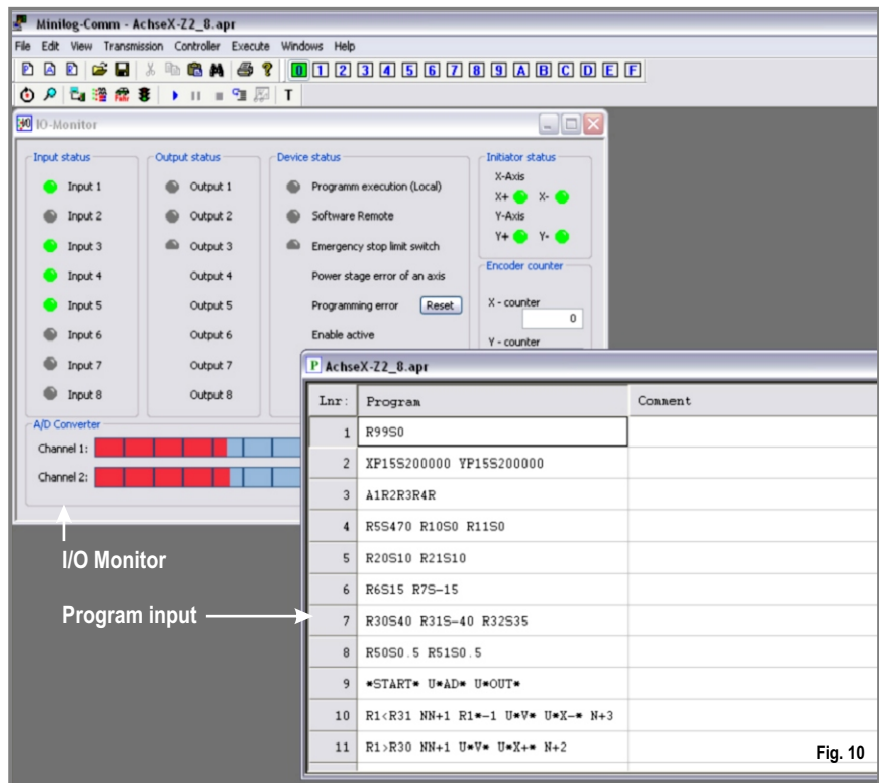 Minilog-Comm - AchseX-Z2_8.apr
File Edit View Transmission Controller Execute Windows Help
0 1 2 3 4 5 6 7 8 9 A B C D E F
T
IO-Monitor
Input status
Input 1
Input 2
Input 3
Input 4
Input 5
Input 6
Input 7
Input 8
Output status
Output 1
Output 2
Output 3
Output 4
Output 5
Output 6
Output 7
Output 8
Device status
Programm execution (Local)
Software Remote
Emergency stop limit switch
Power stage error of an axis
Programming error Reset
Enable active
Initiator status
X-Axis
X+ X-
Y-Axis
Y+ Y-
Encoder counter
X - counter
0
Y - counter
A/D Converter
Channel 1:
Channel 2:
I/O Monitor
Program input
P AchseX-Z2_8.apr
Lnr: Program Comment
1 R99S0
2 XP15S200000 YP15S200000
3 A1R2R3R4R
4 R5S470 R10S0 R11S0
5 R20S10 R21S10
6 R6S15 R7S-15
7 R30S40 R31S-40 R32S35
8 R50S0.5 R51S0.5
9 *START* U*AD* U*OUT*
10 R1<R31 NN+1 R1*-1 U*V* U*X-* N+3
11 R1>R30 NN+1 U*V* U*X+* N+2
Fig. 10